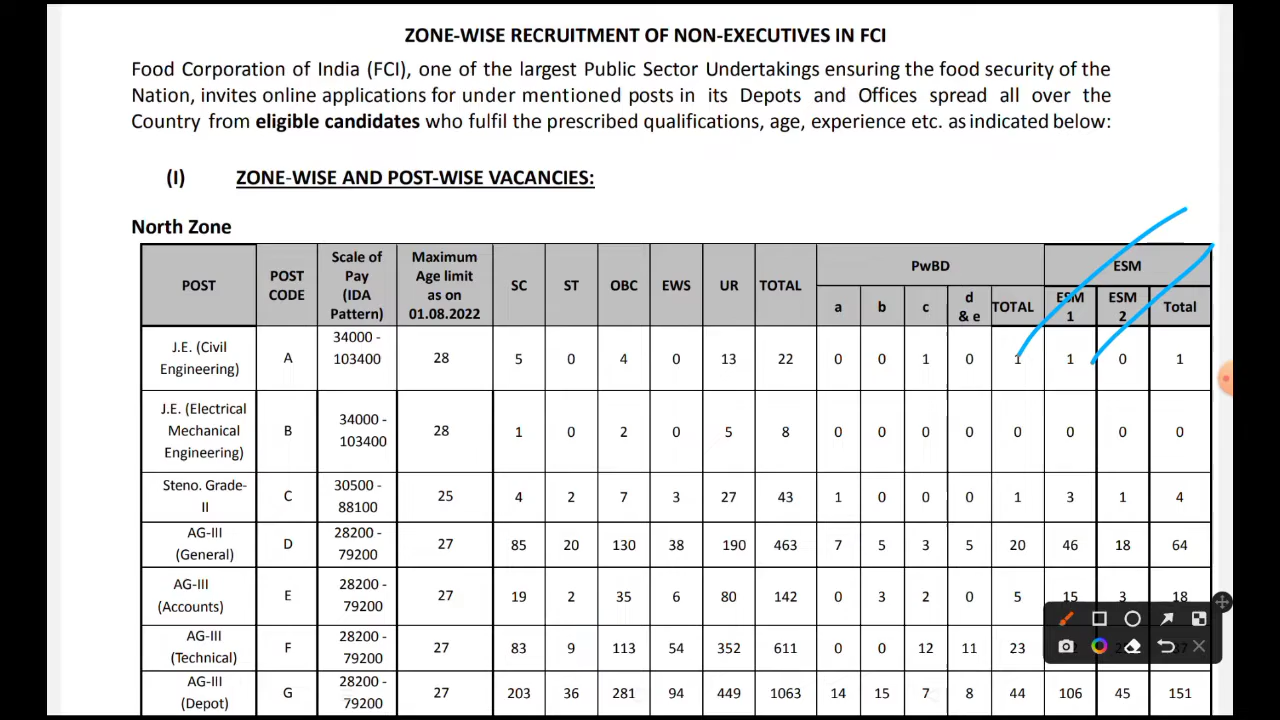 ZONE-WISE RECRUITMENT OF NON-EXECUTIVES IN FCI
Food Corporation of India (FCI), one of the largest Public Sector Undertakings ensuring the food security of the
Nation, invites online applications for under mentioned posts in its Depots and Offices spread all over the
Country from eligible candidates who fulfil the prescribed qualifications, age, experience etc. as indicated below:
(I) ZONE-WISE AND POST-WISE VACANCIES:
North Zone
POST POST CODE Scale of Pay (IDA Pattern) Maximum Age limit as on 01.08.2022 SC ST OBC EWS UR TOTAL PwBD ESM
a b c d & e TOTAL ESM 1 ESM 2 Total
J.E. (Civil Engineering) A 34000 - 103400 28 5 0 4 0 13 22 0 0 1 0 1 1 0 1
J.E. (Electrical Mechanical Engineering) B 34000 - 103400 28 1 0 2 0 5 8 0 0 0 0 0 0 0 0
Steno. Grade-II C 30500 - 88100 25 4 2 7 3 27 43 1 0 0 0 1 3 1 4
AG-III (General) D 28200 - 79200 27 85 20 130 38 190 463 7 5 3 5 20 46 18 64
AG-III (Accounts) E 28200 - 79200 27 19 2 35 6 80 142 0 3 2 0 5 15 3 18
AG-III (Technical) F 28200 - 79200 27 83 9 113 54 352 611 0 0 12 11 23
AG-III (Depot) G 28200 - 79200 27 203 36 281 94 449 1063 14 15 7 8 44 106 45 151